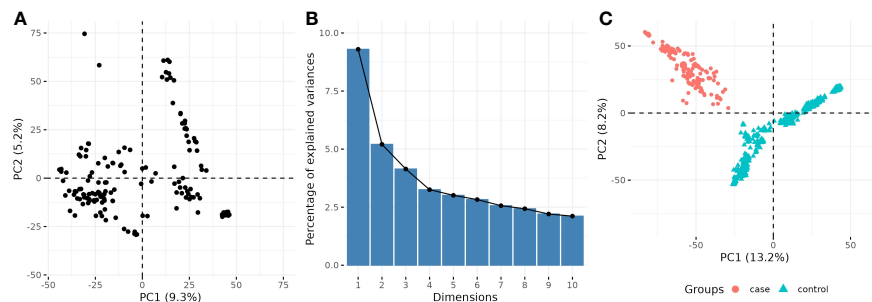 A
75
50
25
0
-25
-50
PC2 (5.2%)
-50
-25
0
25
50
75
PC1 (9.3%)
B
10.0
7.5
5.0
2.5
0.0
Percentage of explained variances
1 2 3 4 5 6 7 8 9 10
Dimensions
C
50
0
-50
PC2 (8.2%)
-50
0
50
PC1 (13.2%)
Groups case control